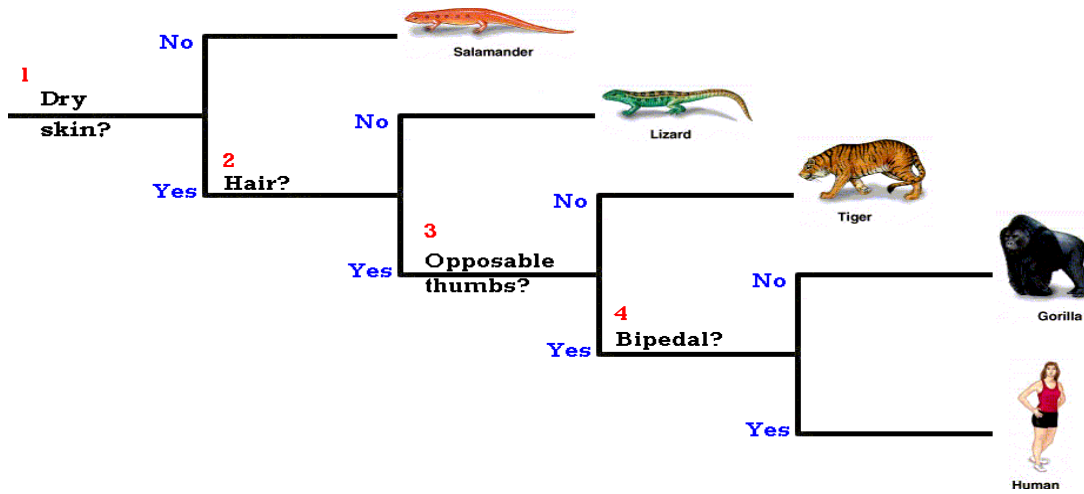 No
Salamander
1
Dry
skin?
No
Lizard
2
Yes
Hair?
No
Tiger
3
Yes
Opposable
thumbs?
No
Gorilla
4
Yes
Bipedal?
Yes
Human